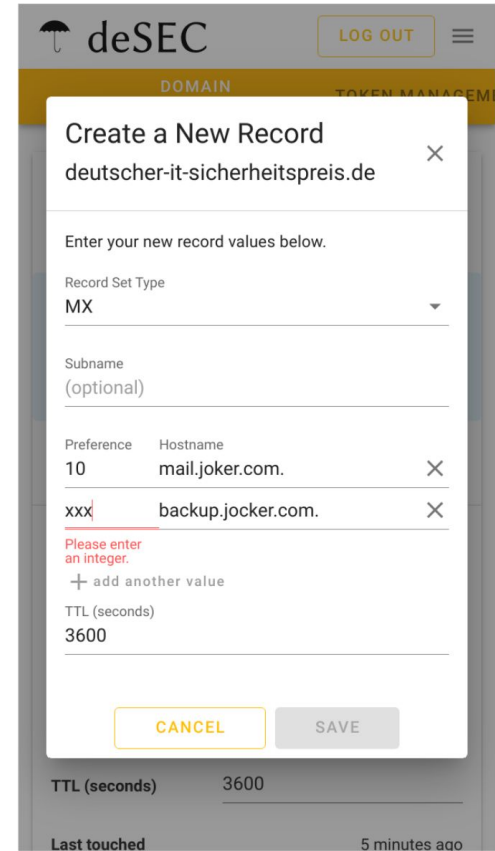 deSEC
LOG OUT
DOMAIN
TOKEN MANAGEM
Create a New Record
deutscher-it-sicherheitspreis.de
Enter your new record values below.
Record Set Type
MX
Subname
(optional)
Preference Hostname
10 mail.joker.com.
xxx backup.jocker.com.
Please enter
an integer.
+ add another value
TTL (seconds)
3600
CANCEL SAVE
TTL (seconds) 3600
Last touched 5 minutes ago